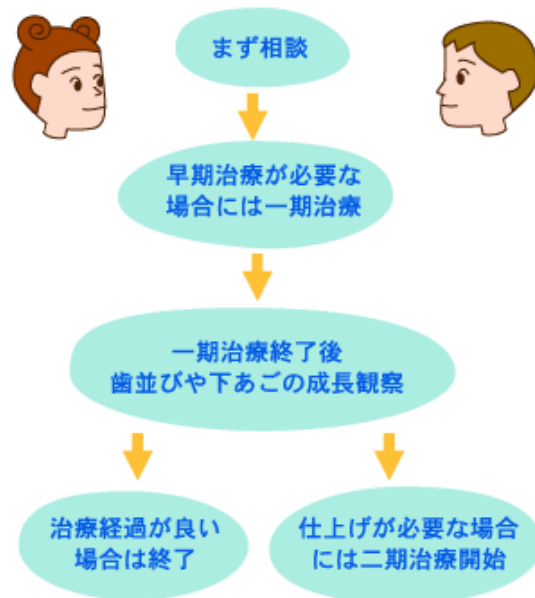 まず相談
早期治療が必要な
場合には一期治療
一期治療終了後
歯並びや下あごの成長観察
治療経過が良い
場合は終了
仕上げが必要な場合
には二期治療開始